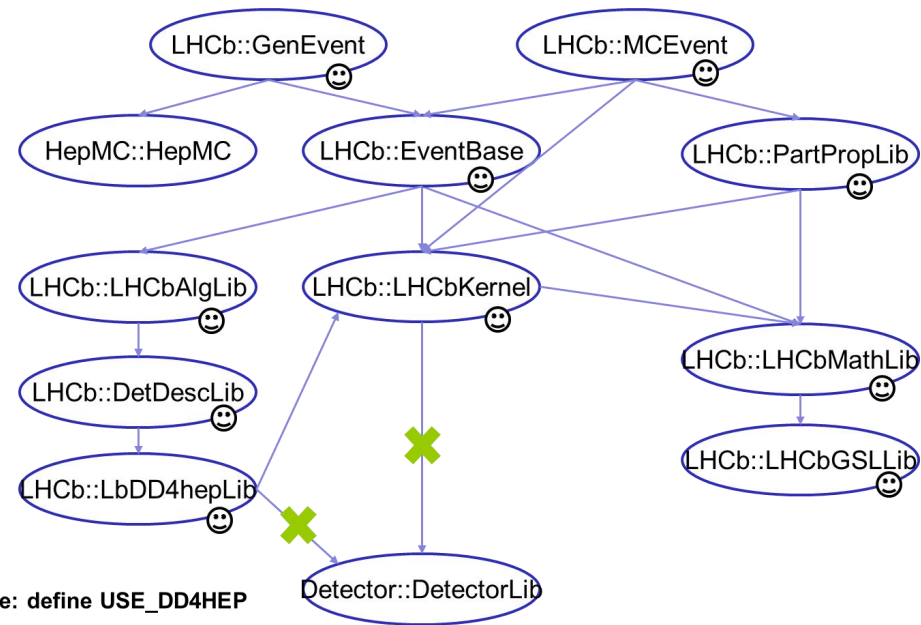 LHCb::GenEvent
LHCb::MCEvent
HepMC::HepMC
LHCb::EventBase
LHCb::PartPropLib
LHCb::LHCbAlgLib
LHCb::LHCbKernel
LHCb::LHCbMathLib
LHCb::DetDescLib
LHCb::LHCbGSLLib
LHCb::LbDD4hepLib
Detector::DetectorLib
e: define USE_DD4HEP